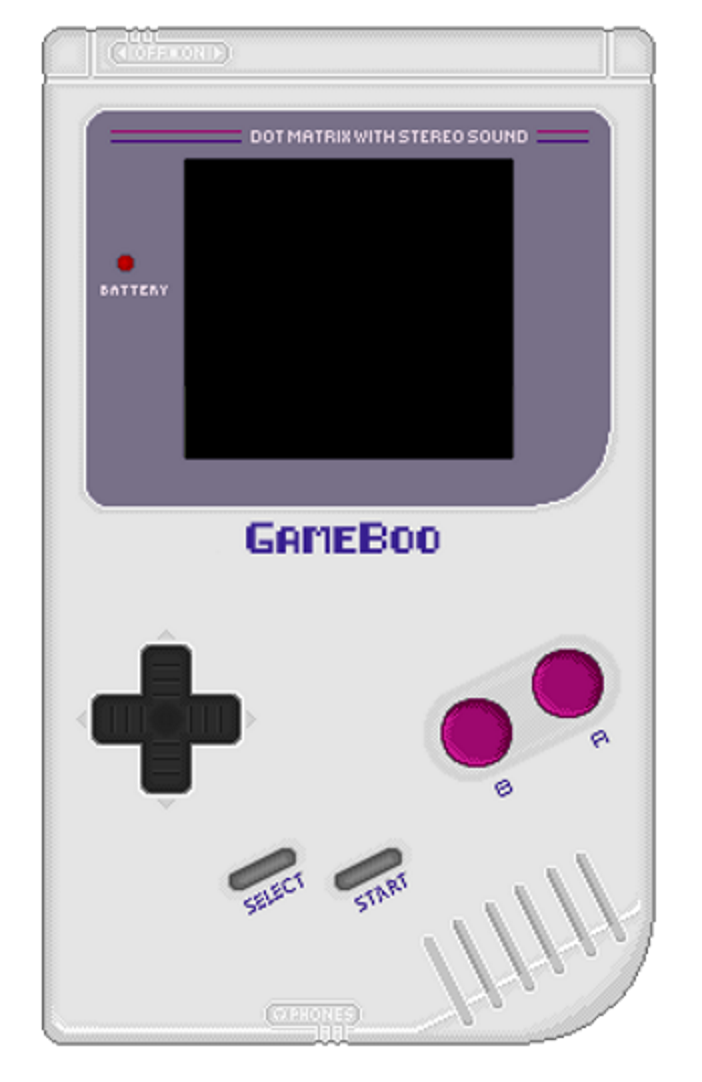 OFF ON
DOT MATRIX WITH STEREO SOUND
BATTERY
GAMEBOO
A
B
SELECT
START
PHONES